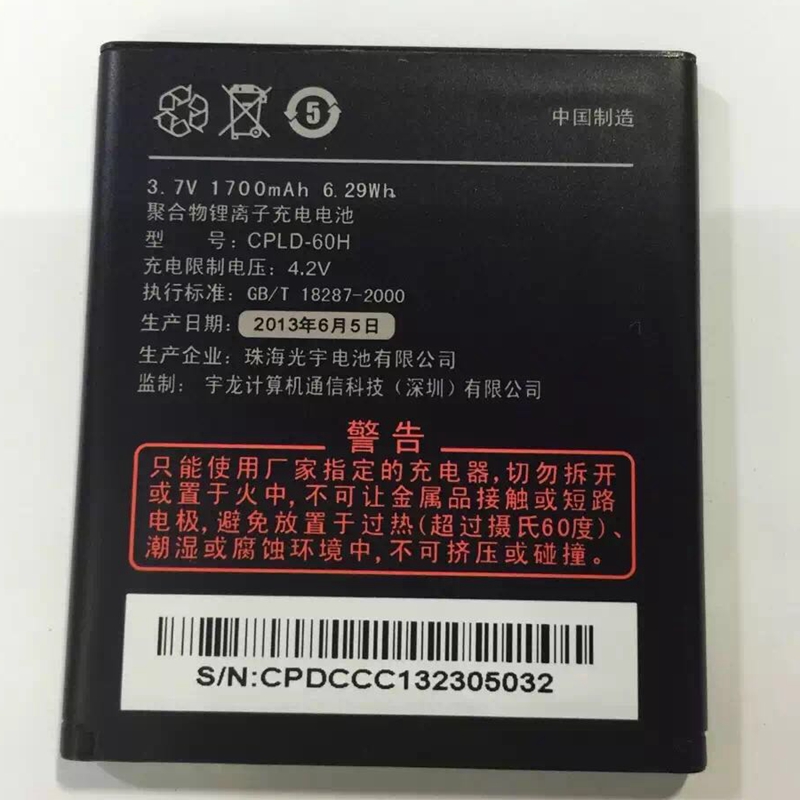 5
中国制造
3.7V 1700mAh 6.29Wh
聚合物锂离子充电电池
型 号: CPLD-60H
充电限制电压: 4.2V
执行标准: GB/T 18287-2000
生产日期: 2013年6月5日
生产企业: 珠海光宇电池有限公司
监制: 宇龙计算机通信科技（深圳）有限公司
警告
只能使用厂家指定的充电器,切勿拆开
或置于火中,不可让金属品接触或短路
电极,避免放置于过热(超过摄氏60度)、
潮湿或腐蚀环境中,不可挤压或碰撞。
S/N:CPDCCC132305032